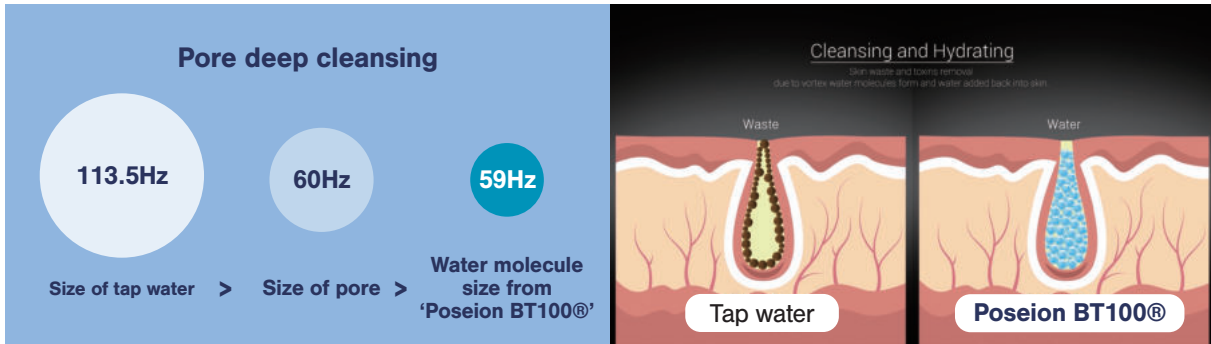 Pore deep cleansing
113.5Hz
60Hz
59Hz
Size of tap water > Size of pore > Water molecule
size from
‘Poseion BT100®’
Cleansing and Hydrating
Skin waste and toxins removal
due to vortex water molecules form and water added back into skin
Waste
Water
Tap water
Poseion BT100®